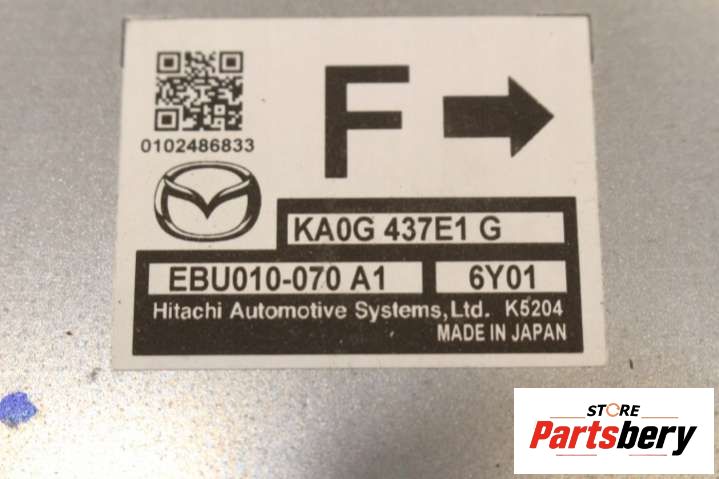 F
0102486833
KA0G 437E1 G
EBU010-070 A1 6Y01
Hitachi Automotive Systems,Ltd. K5204
MADE IN JAPAN
STORE
Partsbery